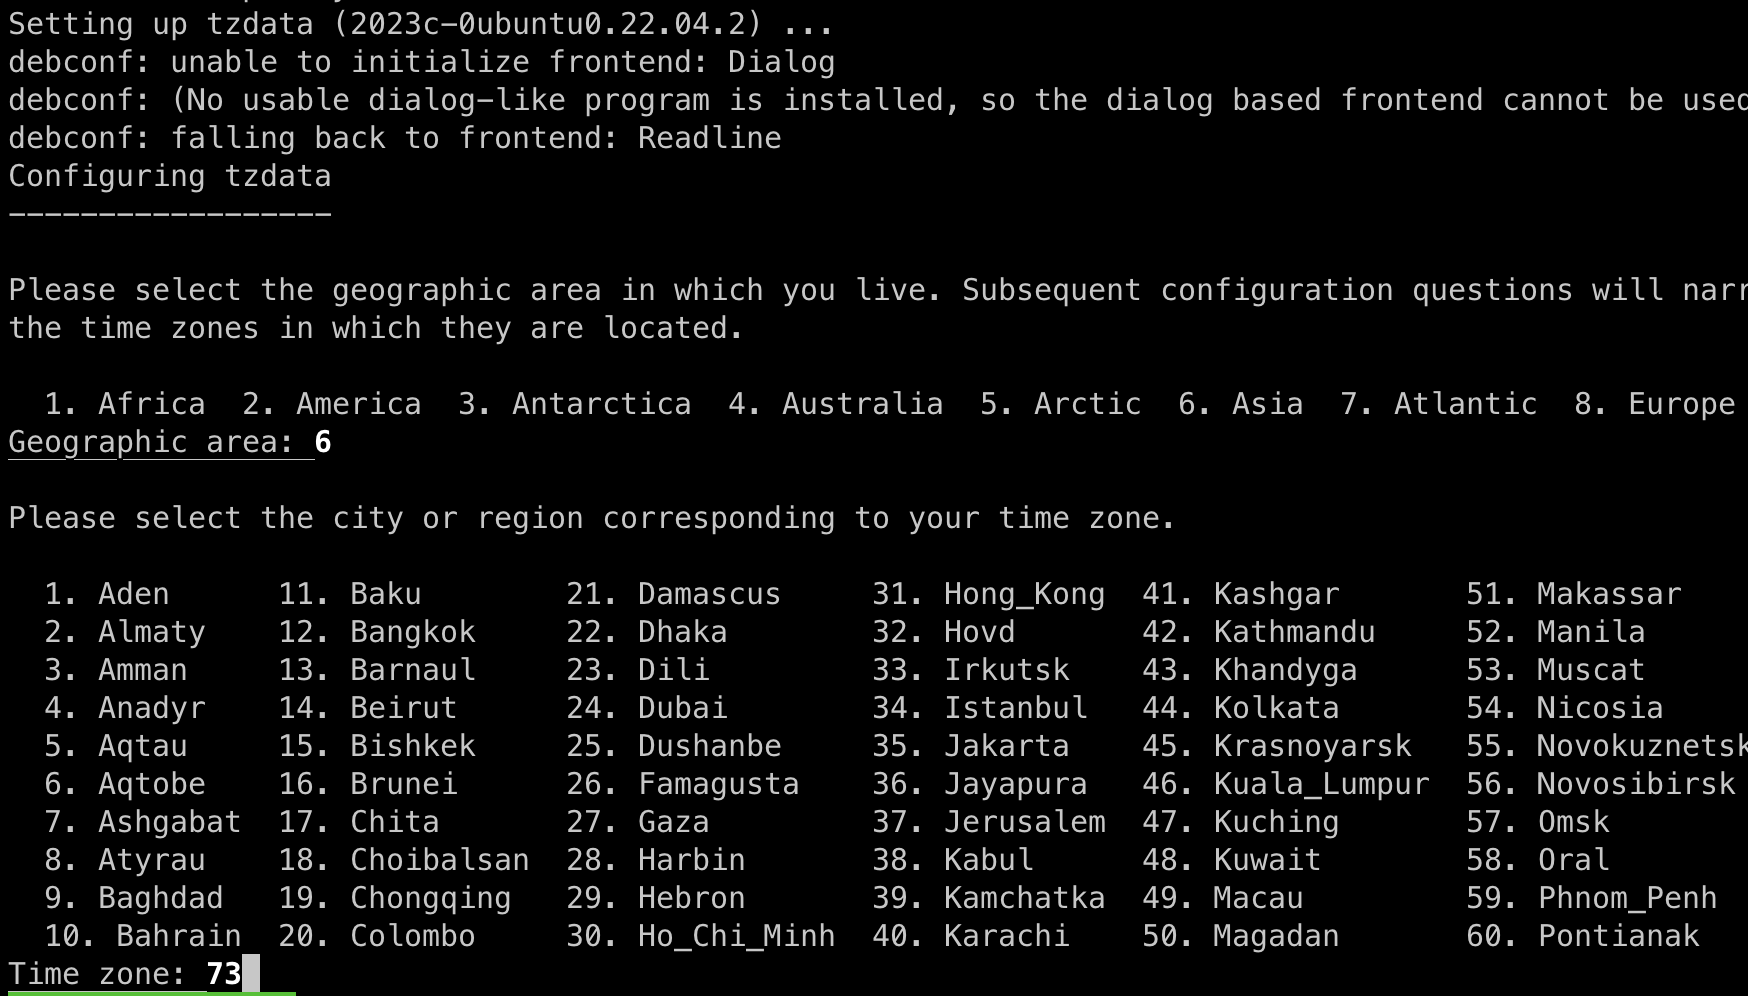 Setting up tzdata (2023c-0ubuntu0.22.04.2) ...
debconf: unable to initialize frontend: Dialog
debconf: (No usable dialog-like program is installed, so the dialog based frontend cannot be used
debconf: falling back to frontend: Readline
Configuring tzdata
------------------
Please select the geographic area in which you live. Subsequent configuration questions will narr
the time zones in which they are located.
1. Africa  2. America  3. Antarctica  4. Australia  5. Arctic  6. Asia  7. Atlantic  8. Europe
Geographic area: 6
Please select the city or region corresponding to your time zone.
1. Aden  11. Baku  21. Damascus  31. Hong_Kong  41. Kashgar  51. Makassar
2. Almaty  12. Bangkok  22. Dhaka  32. Hovd  42. Kathmandu  52. Manila
3. Amman  13. Barnaul  23. Dili  33. Irkutsk  43. Khandyga  53. Muscat
4. Anadyr  14. Beirut  24. Dubai  34. Istanbul  44. Kolkata  54. Nicosia
5. Aqtau  15. Bishkek  25. Dushanbe  35. Jakarta  45. Krasnoyarsk  55. Novokuznetsk
6. Aqtobe  16. Brunei  26. Famagusta  36. Jayapura  46. Kuala_Lumpur  56. Novosibirsk
7. Ashgabat  17. Chita  27. Gaza  37. Jerusalem  47. Kuching  57. Omsk
8. Atyrau  18. Choibalsan  28. Harbin  38. Kabul  48. Kuwait  58. Oral
9. Baghdad  19. Chongqing  29. Hebron  39. Kamchatka  49. Macau  59. Phnom_Penh
10. Bahrain  20. Colombo  30. Ho_Chi_Minh  40. Karachi  50. Magadan  60. Pontianak
Time zone: 73